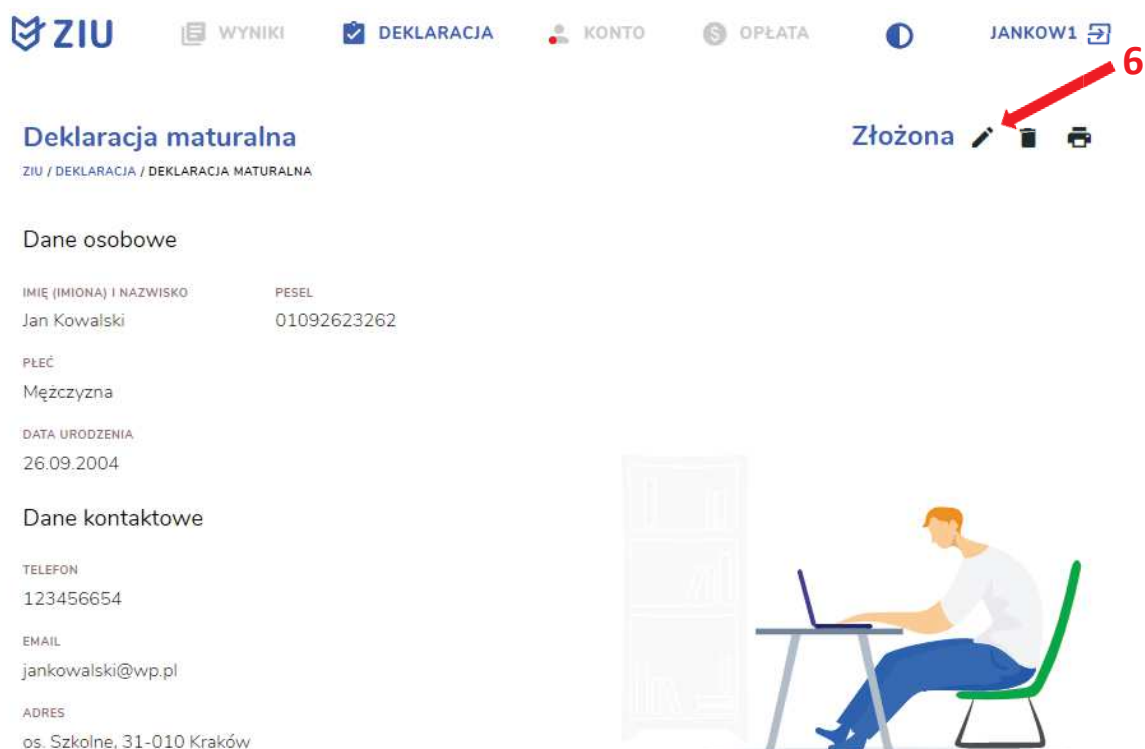 ZIU WYNIKI DEKLARACJA KONTO OPŁATA JANKOW1
6
Deklaracja maturalna Złożona
ZIU / DEKLARACJA / DEKLARACJA MATURALNA
Dane osobowe
IMIĘ (IMIONA) I NAZWISKO PESEL
Jan Kowalski 01092623262
PŁEĆ
Mężczyzna
DATA URODZENIA
26.09.2004
Dane kontaktowe
TELEFON
123456654
EMAIL
jankowalski@wp.pl
ADRES
os. Szkolne, 31-010 Kraków